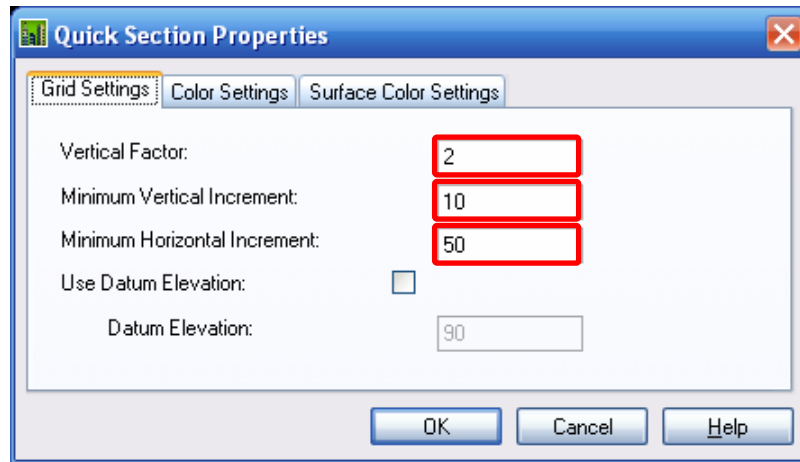 Quick Section Properties
Grid Settings Color Settings Surface Color Settings
Vertical Factor: 2
Minimum Vertical Increment: 10
Minimum Horizontal Increment: 50
Use Datum Elevation:
Datum Elevation: 90
OK Cancel Help